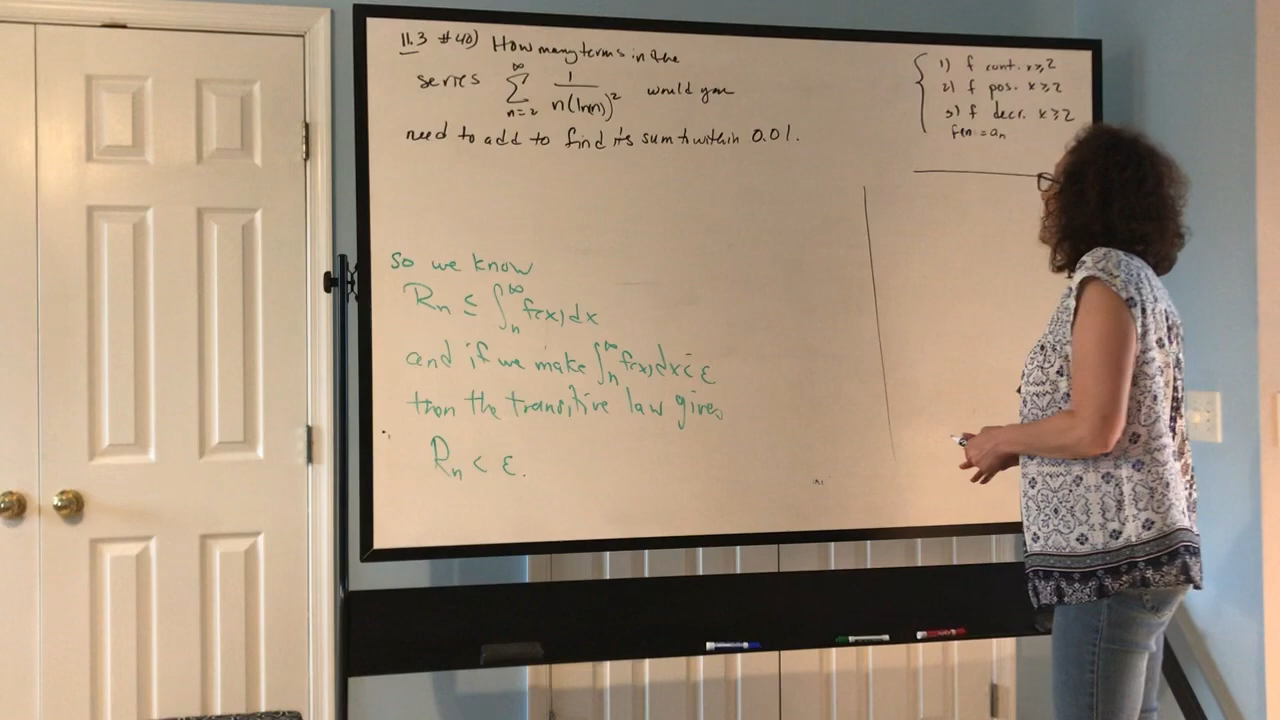 11.3 #40) How many terms in the
series ∞∑n=2 1/n(ln n)² would you
need to add to find its sum to within 0.01.
1) f cont. x≥2
2) f pos. x≥2
3) f decr. x≥2
f(n) = aₙ
So we know
Rₙ ≤ ∫ₙ^∞ f(x)dx
and if we make ∫ₙ^∞ f(x)dx < ε
then the transitive law gives
Rₙ < ε.